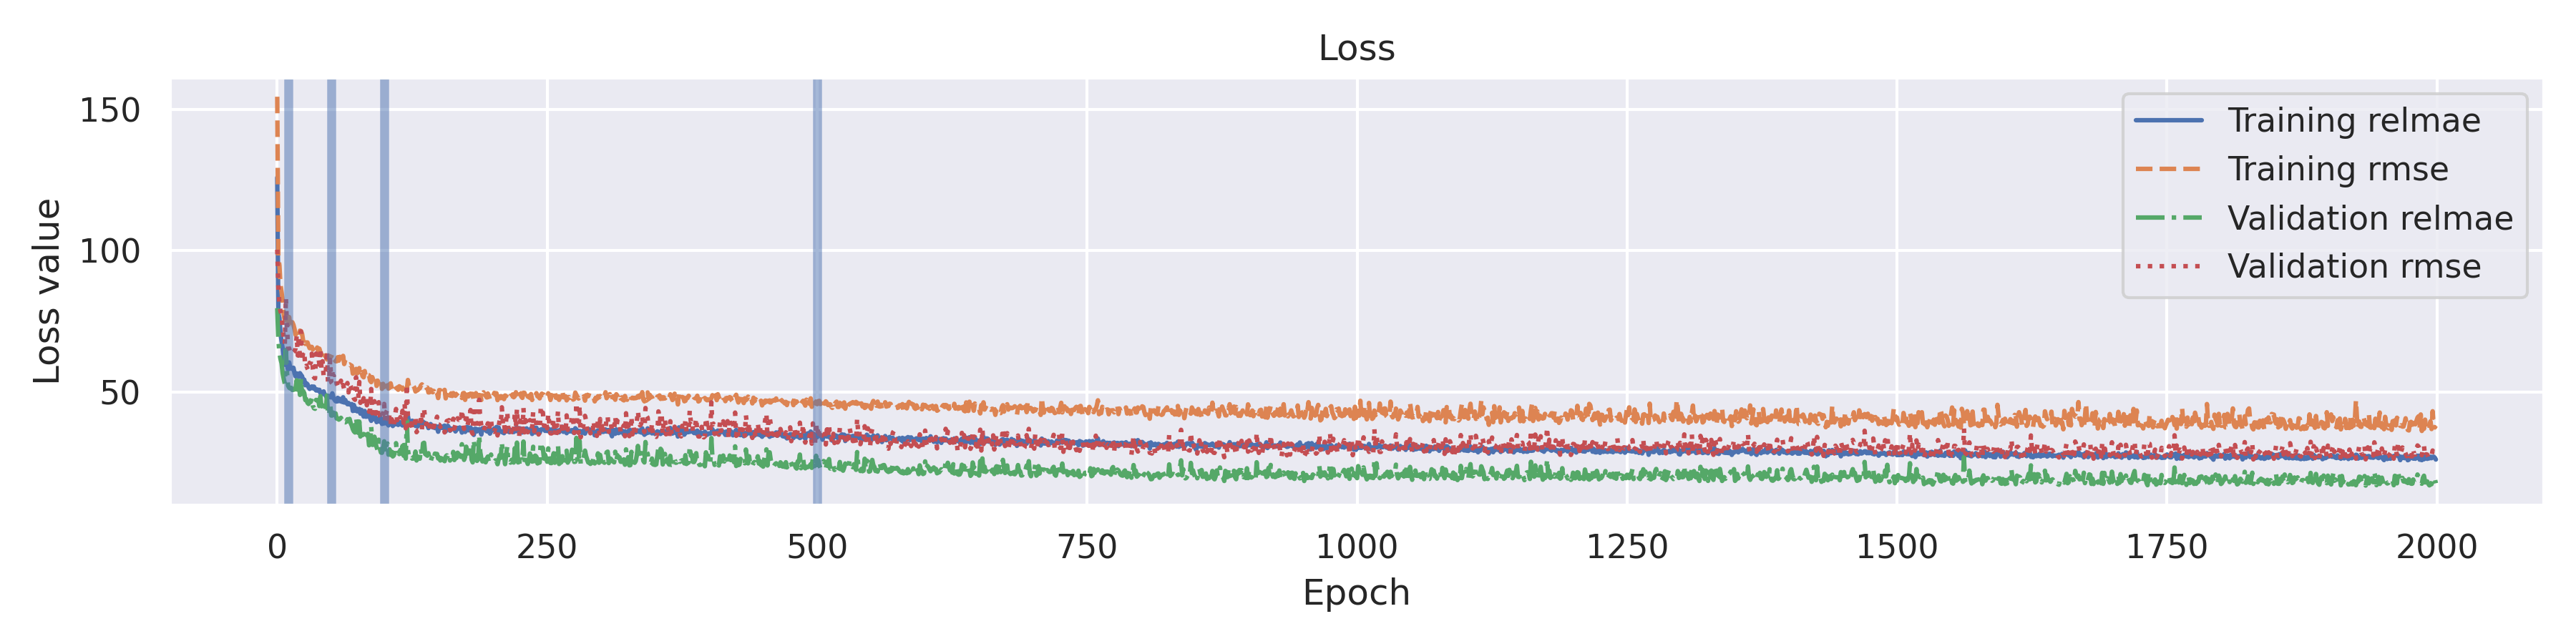 Loss
150
100
50
Loss value
0 250 500 750 1000 1250 1500 1750 2000
Epoch
Training relmae
Training rmse
Validation relmae
Validation rmse